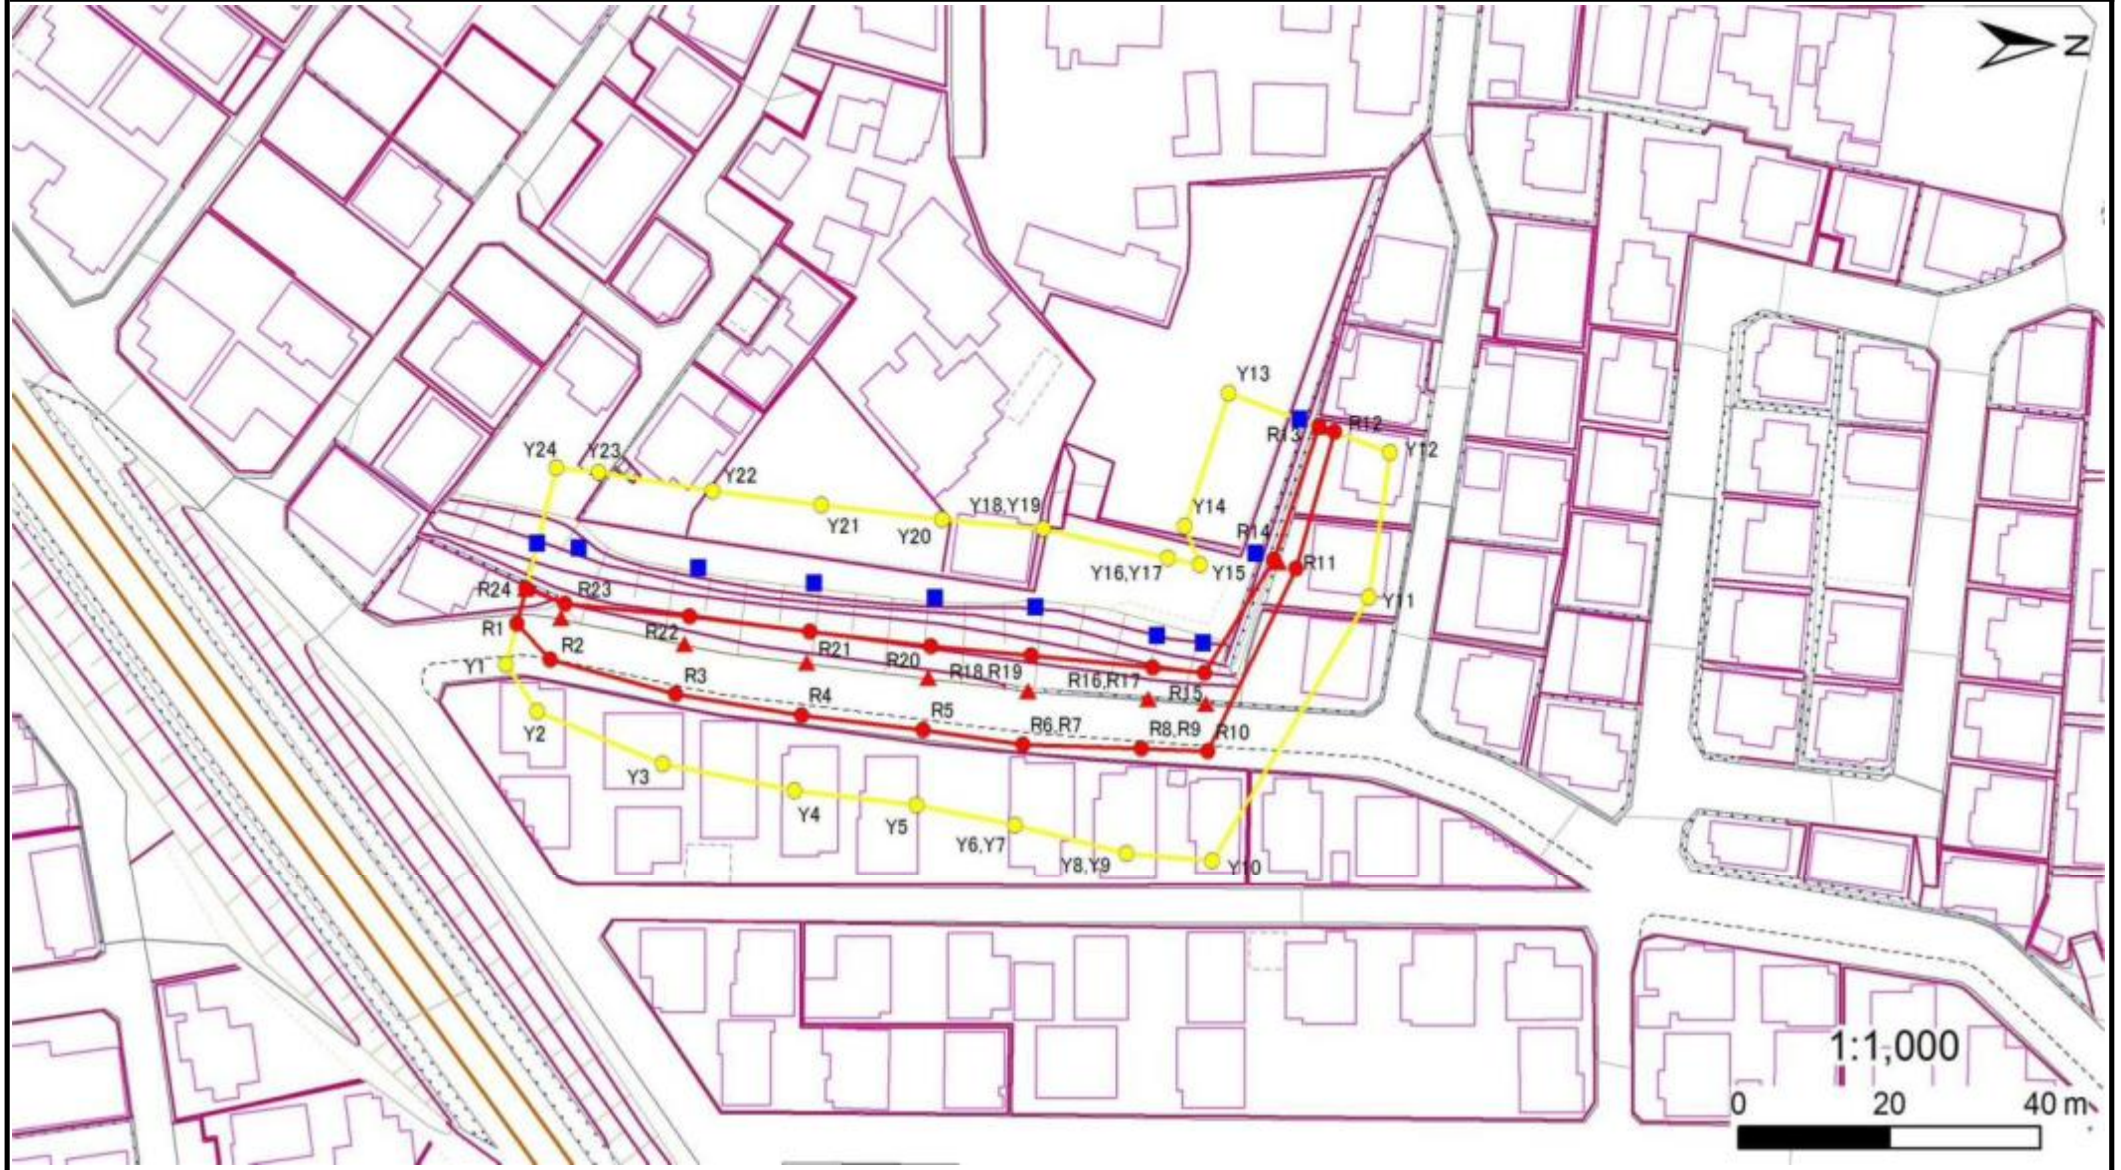 N
Y13
R12
R13
Y12
Y24
Y23
Y22
Y21
Y20
Y18,Y19
Y14
R14
Y16,Y17
Y15
R11
Y11
R24
R23
R1
R2
R22
R21
R20
R18,R19
R16,R17
R15
Y1
Y2
R3
R4
R5
R6,R7
R8,R9
R10
Y3
Y4
Y5
Y6,Y7
Y8,Y9
Y10
1:1,000
0 20 40 m